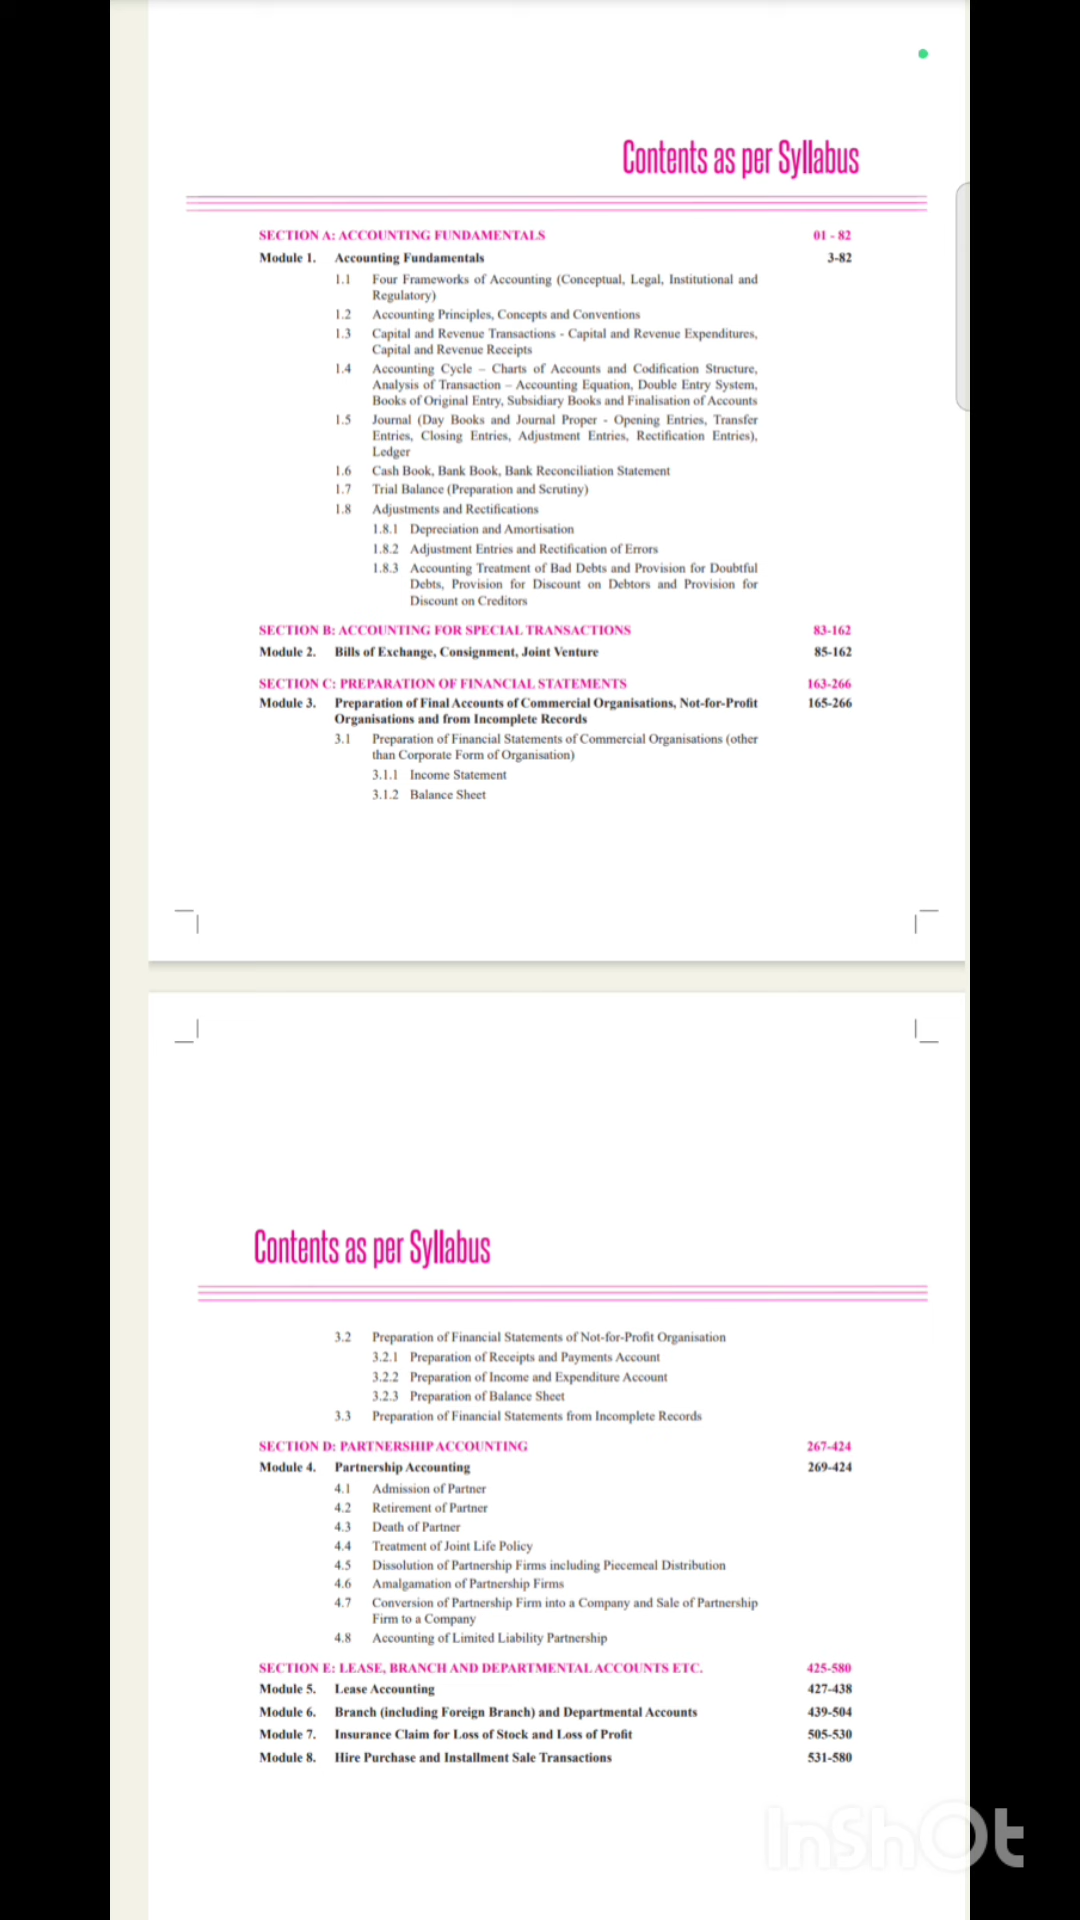 Contents as per Syllabus
SECTION A: ACCOUNTING FUNDAMENTALS 01 - 82
Module 1. Accounting Fundamentals 3-82
1.1 Four Frameworks of Accounting (Conceptual, Legal, Institutional and
Regulatory)
1.2 Accounting Principles, Concepts and Conventions
1.3 Capital and Revenue Transactions - Capital and Revenue Expenditures,
Capital and Revenue Receipts
1.4 Accounting Cycle – Charts of Accounts and Codification Structure,
Analysis of Transaction – Accounting Equation, Double Entry System,
Books of Original Entry, Subsidiary Books and Finalisation of Accounts
1.5 Journal (Day Books and Journal Proper - Opening Entries, Transfer
Entries, Closing Entries, Adjustment Entries, Rectification Entries),
Ledger
1.6 Cash Book, Bank Book, Bank Reconciliation Statement
1.7 Trial Balance (Preparation and Scrutiny)
1.8 Adjustments and Rectifications
1.8.1 Depreciation and Amortisation
1.8.2 Adjustment Entries and Rectification of Errors
1.8.3 Accounting Treatment of Bad Debts and Provision for Doubtful
Debts, Provision for Discount on Debtors and Provision for
Discount on Creditors
SECTION B: ACCOUNTING FOR SPECIAL TRANSACTIONS 83-162
Module 2. Bills of Exchange, Consignment, Joint Venture 85-162
SECTION C: PREPARATION OF FINANCIAL STATEMENTS 163-266
Module 3. Preparation of Final Accounts of Commercial Organisations, Not-for-Profit 165-266
Organisations and from Incomplete Records
3.1 Preparation of Financial Statements of Commercial Organisations (other
than Corporate Form of Organisation)
3.1.1 Income Statement
3.1.2 Balance Sheet
Contents as per Syllabus
3.2 Preparation of Financial Statements of Not-for-Profit Organisation
3.2.1 Preparation of Receipts and Payments Account
3.2.2 Preparation of Income and Expenditure Account
3.2.3 Preparation of Balance Sheet
3.3 Preparation of Financial Statements from Incomplete Records
SECTION D: PARTNERSHIP ACCOUNTING 267-424
Module 4. Partnership Accounting 269-424
4.1 Admission of Partner
4.2 Retirement of Partner
4.3 Death of Partner
4.4 Treatment of Joint Life Policy
4.5 Dissolution of Partnership Firms including Piecemeal Distribution
4.6 Amalgamation of Partnership Firms
4.7 Conversion of Partnership Firm into a Company and Sale of Partnership
Firm to a Company
4.8 Accounting of Limited Liability Partnership
SECTION E: LEASE, BRANCH AND DEPARTMENTAL ACCOUNTS ETC. 425-580
Module 5. Lease Accounting 427-438
Module 6. Branch (including Foreign Branch) and Departmental Accounts 439-504
Module 7. Insurance Claim for Loss of Stock and Loss of Profit 505-530
Module 8. Hire Purchase and Installment Sale Transactions 531-580
InShOt